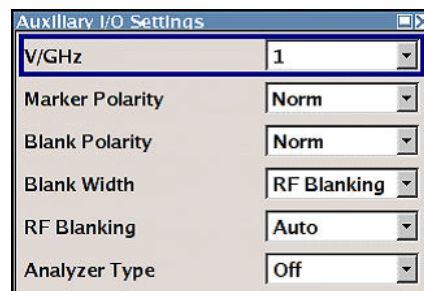 Auxiliary I/O Settings
V/GHz 1
Marker Polarity Norm
Blank Polarity Norm
Blank Width RF Blanking
RF Blanking Auto
Analyzer Type Off